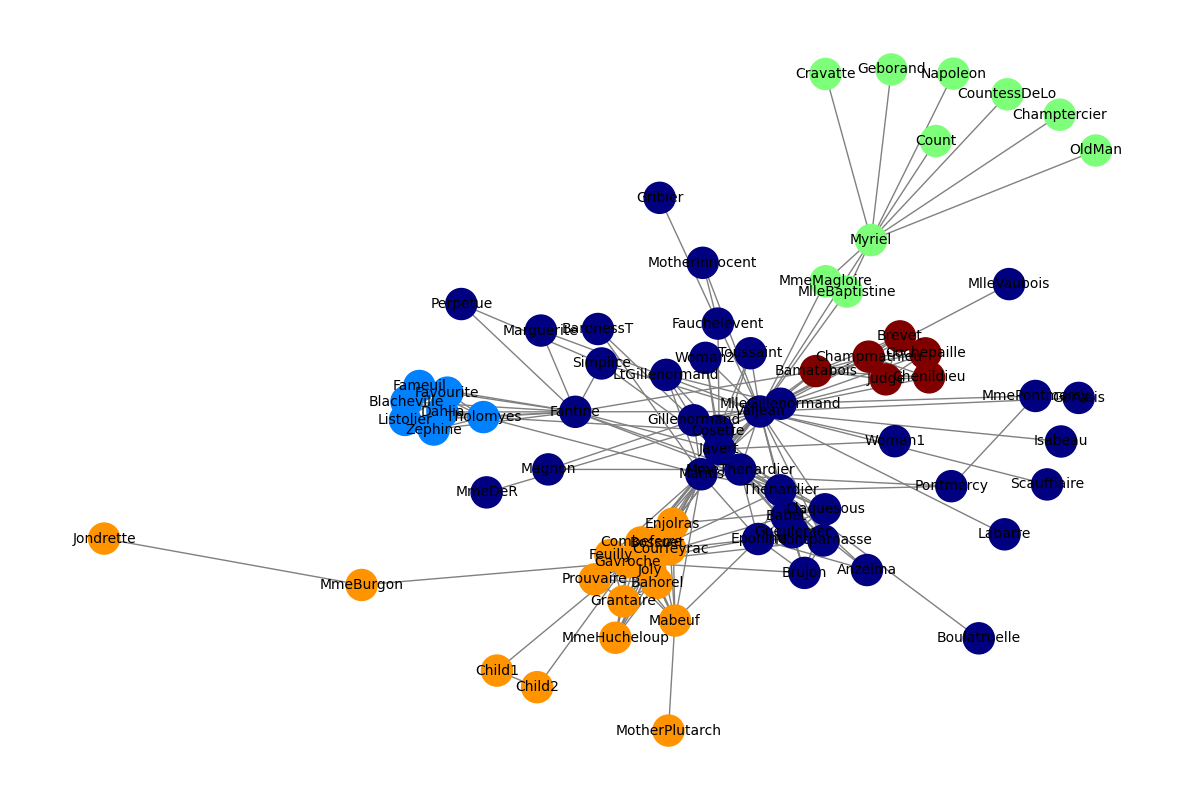 Cravatte
Geborand
Napoleon
CountessDeLo
Champtercier
Count
OldMan
Gribier
Myriel
MotherInnocent
MmeMagloire
MlleBaptistine
MlleVaubois
Perpetue
Marguerite
BaronessT
Fauchelevent
Brevet
Simplice
Woman2
Toussaint
Champmathieu
Cochepaille
LtGillenormand
Bamatabois
Judge
Chenildieu
Fameuil
Favourite
Blacheville
Dahlia
Listolier
Zephine
Tholomyes
Fantine
Gillenormand
MlleGillenormand
Valjean
MmePontmercy
Gervais
Cosette
Javert
Woman1
Isabeau
Magnon
Marius
MmeThenardier
MmeDeR
Thenardier
Pontmercy
Scaufflaire
Claquesous
Babet
Enjolras
Gueulemer
Labarre
Jondrette
Combeferre
Bossuet
Eponine
Montparnasse
Feuilly
Courfeyrac
Gavroche
Joly
Brujon
Anzelma
MmeBurgon
Prouvaire
Bahorel
Grantaire
Mabeuf
MmeHucheloup
Boulatruelle
Child1
Child2
MotherPlutarch